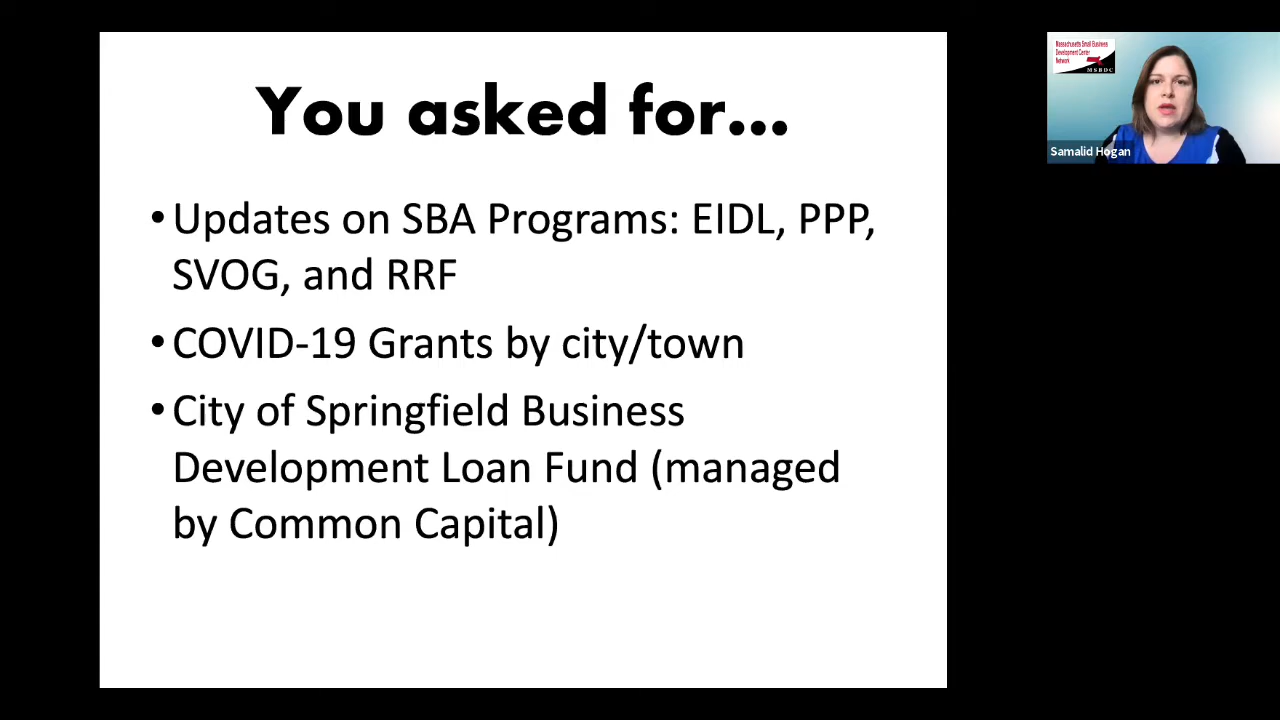 You asked for...
• Updates on SBA Programs: EIDL, PPP,
SVOG, and RRF
• COVID-19 Grants by city/town
• City of Springfield Business
Development Loan Fund (managed
by Common Capital)
Massachusetts Small Business
Development Center
Network
MSBDC
Samalid Hogan